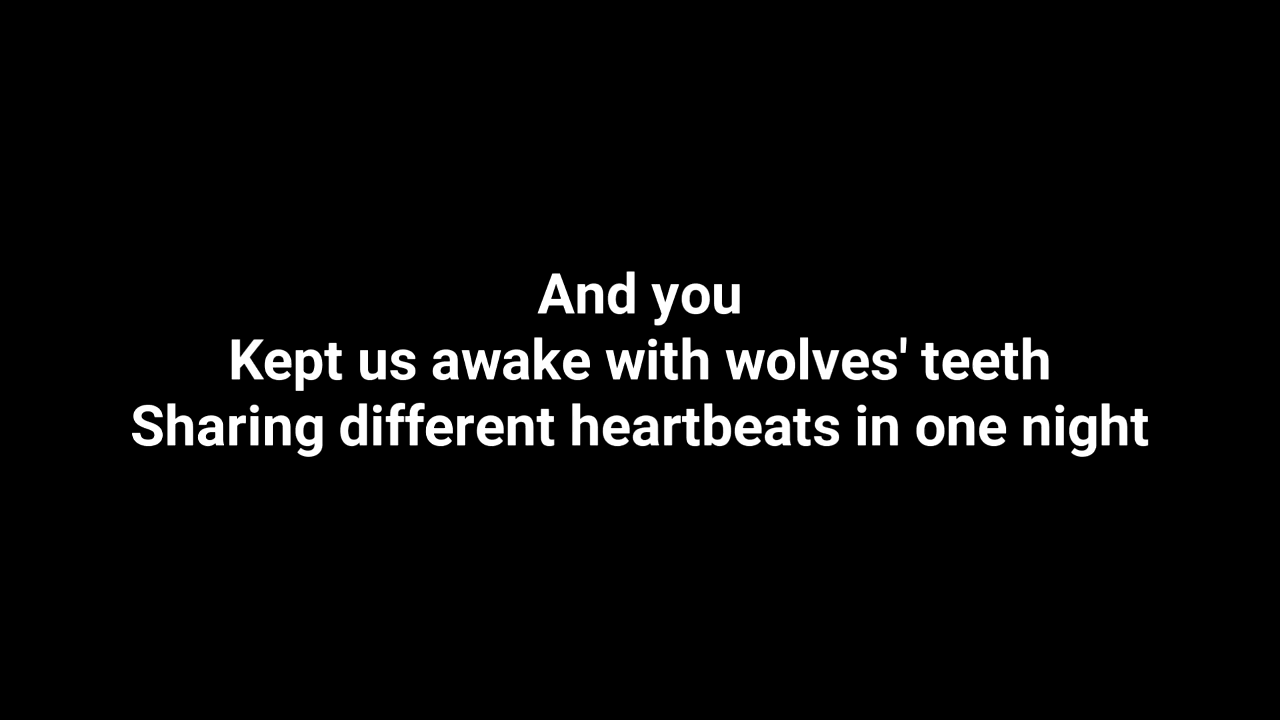 And you
Kept us awake with wolves' teeth
Sharing different heartbeats in one night